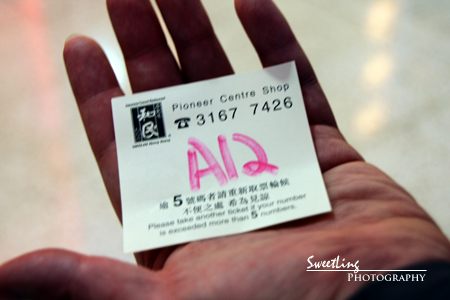 Pioneer Centre Shop
和民
☎ 3167 7426
A12
過 5 號碼者請重新取票輪候
不便之處 希為見諒
Please take another ticket if your number
is exceeded more than 5 numbers.
SweetLing
PHOTOGRAPHY